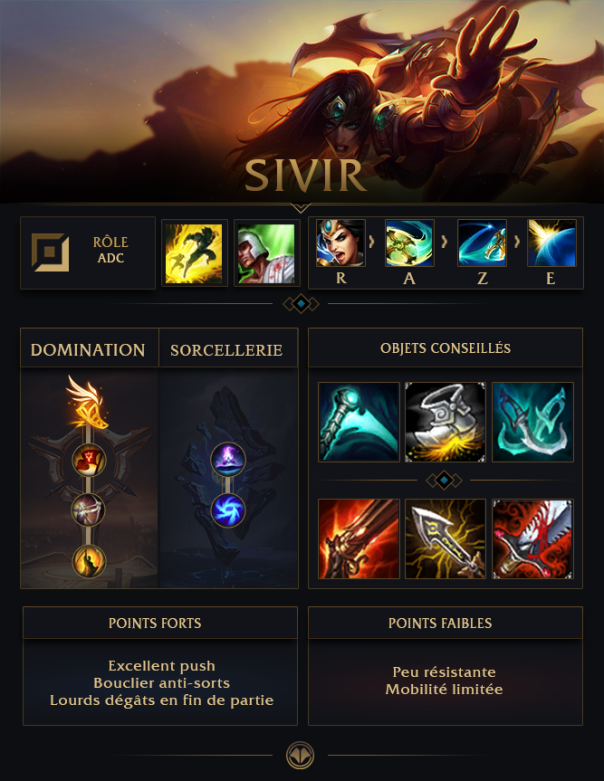 SIVIR
RÔLE
ADC
R
A
Z
E
DOMINATION
SORCELLERIE
OBJETS CONSEILLÉS
POINTS FORTS
Excellent push
Bouclier anti-sorts
Lourds dégâts en fin de partie
POINTS FAIBLES
Peu résistante
Mobilité limitée